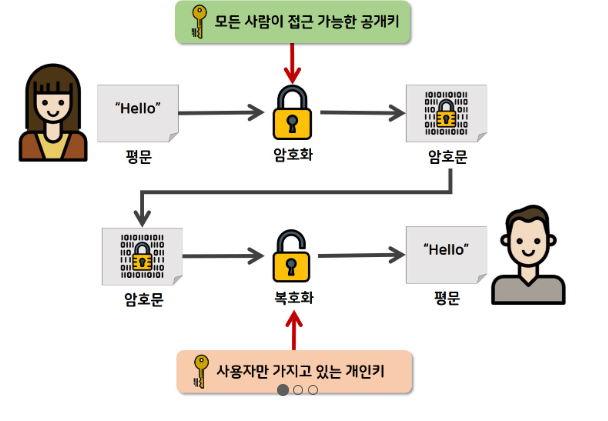 모든 사람이 접근 가능한 공개키
"Hello"
평문
암호화
암호문
암호문
복호화
"Hello"
평문
사용자만 가지고 있는 개인키